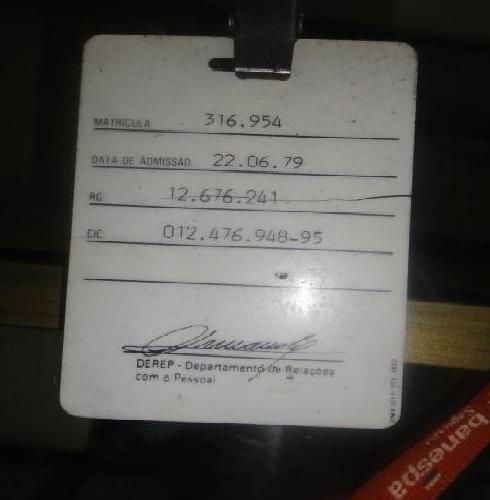 MATRÍCULA 316.954
DATA DE ADMISSÃO 22.06.79
RG 12.676.241
CIC 012.476.948-95
DEREP - Departamento de Relações
com o Pessoal
banespa